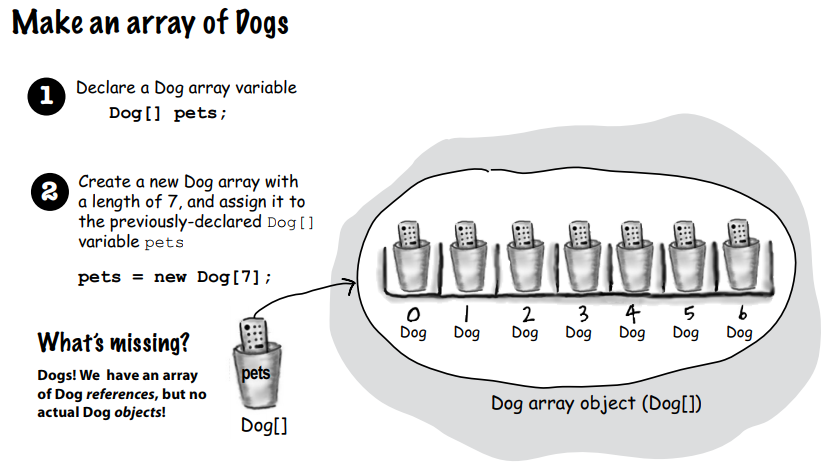 Make an array of Dogs
1
Declare a Dog array variable
Dog[] pets;
2
Create a new Dog array with
a length of 7, and assign it to
the previously-declared Dog[]
variable pets
pets = new Dog[7];
What's missing?
Dogs! We have an array
of Dog references, but no
actual Dog objects!
pets
Dog[]
0 1 2 3 4 5 6
Dog Dog Dog Dog Dog Dog Dog
Dog array object (Dog[])